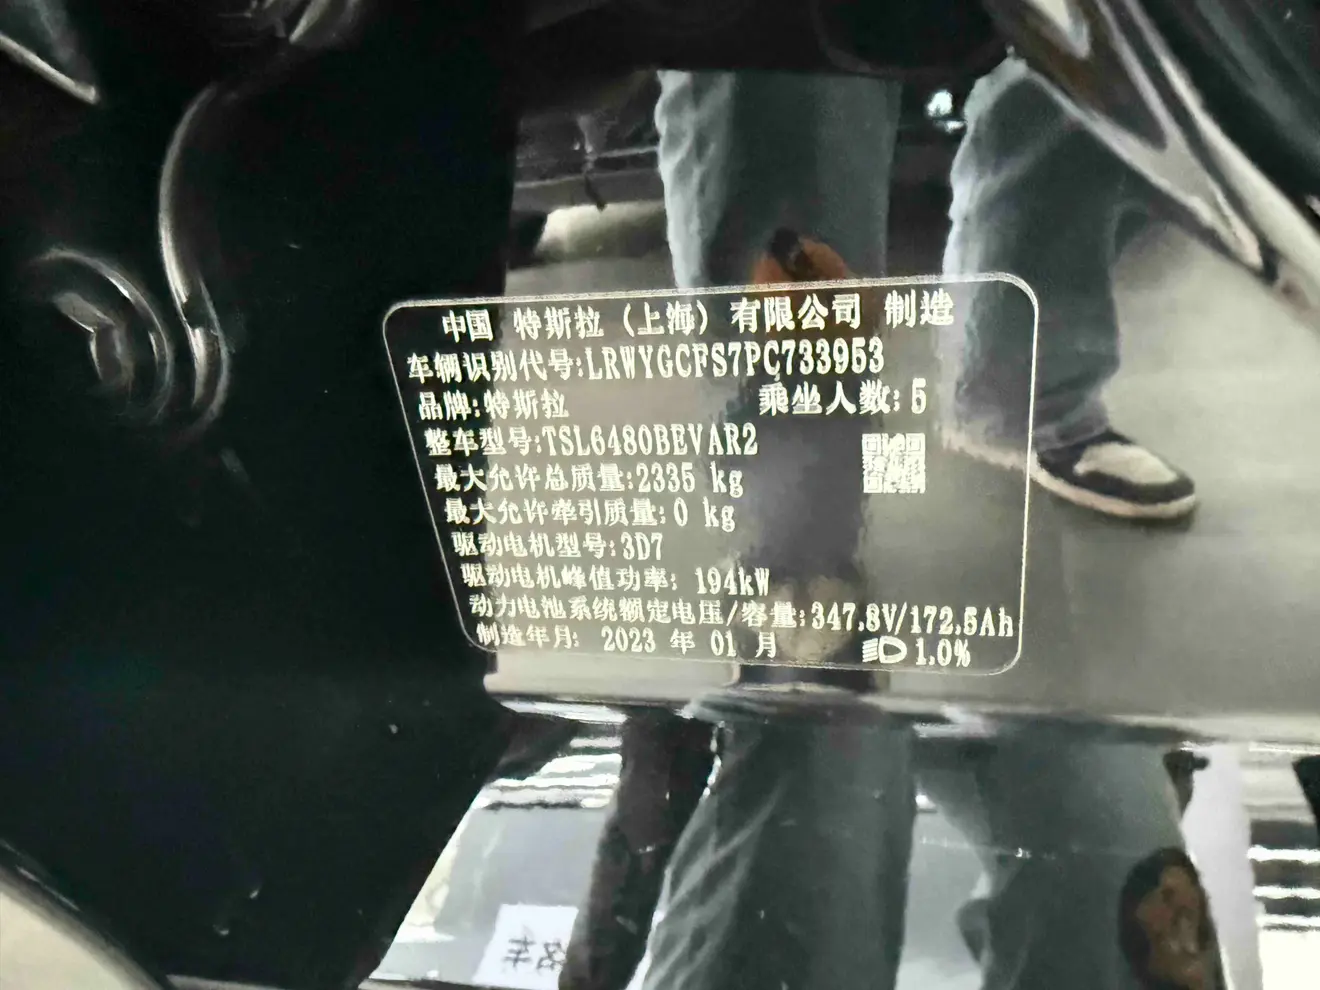 中国 特斯拉（上海）有限公司 制造
车辆识别代号:LRWYGCFS7PC733953
品牌:特斯拉 乘坐人数:5
整车型号:TSL6480BEVAR2
最大允许总质量:2335 kg
最大允许牵引质量:0 kg
驱动电机型号:3D7
驱动电机峰值功率: 194kW
动力电池系统额定电压/容量:347.8V/172.5Ah
制造年月: 2023 年 01 月 1.0%